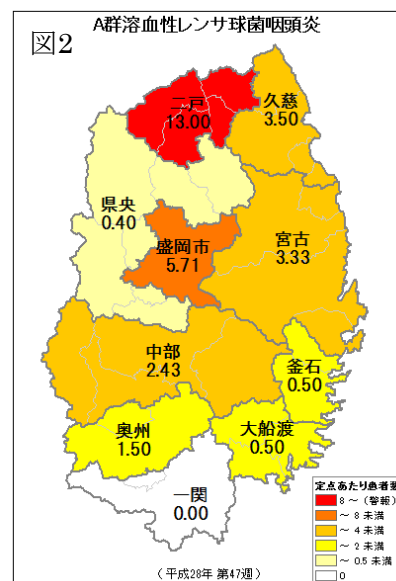 A群溶血性レンサ球菌咽頭炎
図2
二戸
13.00
久慈
3.50
県央
0.40
盛岡市
5.71
宮古
3.33
中部
2.43
釜石
0.50
奥州
1.50
大船渡
0.50
一関
0.00
定点あたり患者数
8 ～ (警報)
～ 8 未満
～ 4 未満
～ 2 未満
～ 0.5 未満
0
(平成28年 第47週)